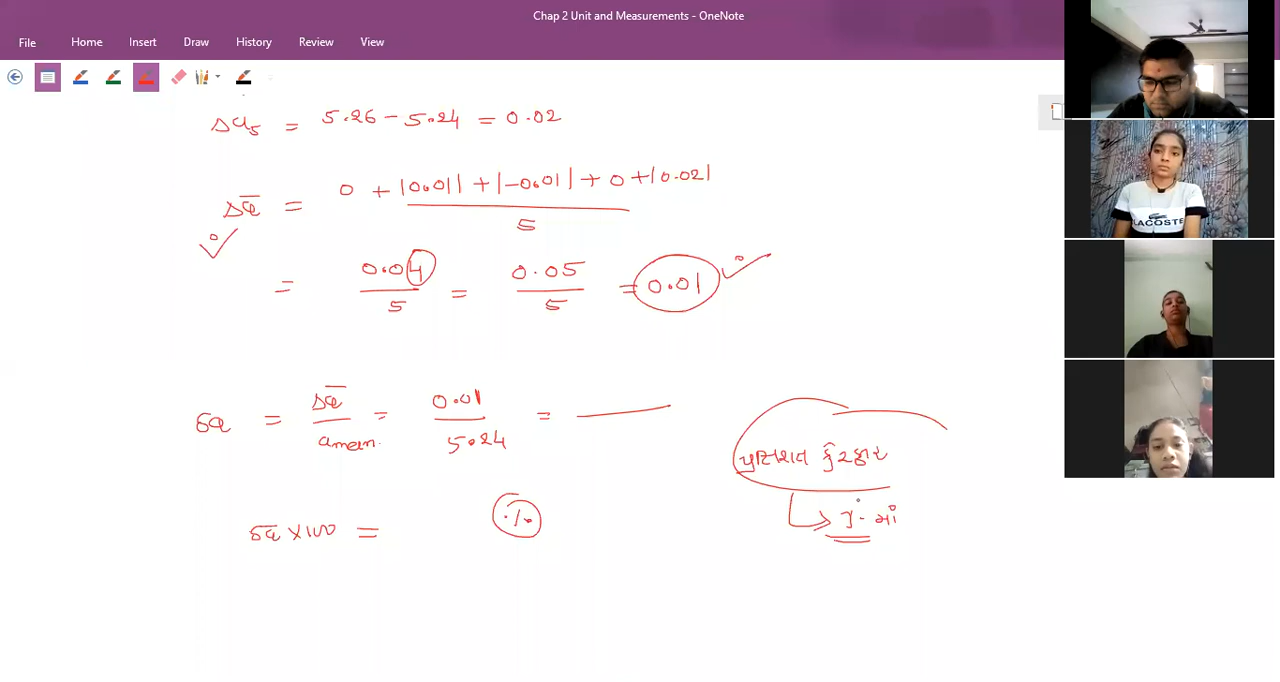 Chap 2 Unit and Measurements - OneNote
File Home Insert Draw History Review View
Δa₅ = 5.26 - 5.24 = 0.02
Δā = 0 + |0.01| + |-0.01| + 0 + |0.02| / 5
= 0.04 / 5 = 0.05 / 5 = 0.01
δa = Δā / amean. = 0.01 / 5.24 =
પ્રતિશત
δa × 100 = %
માં
LACOSTE